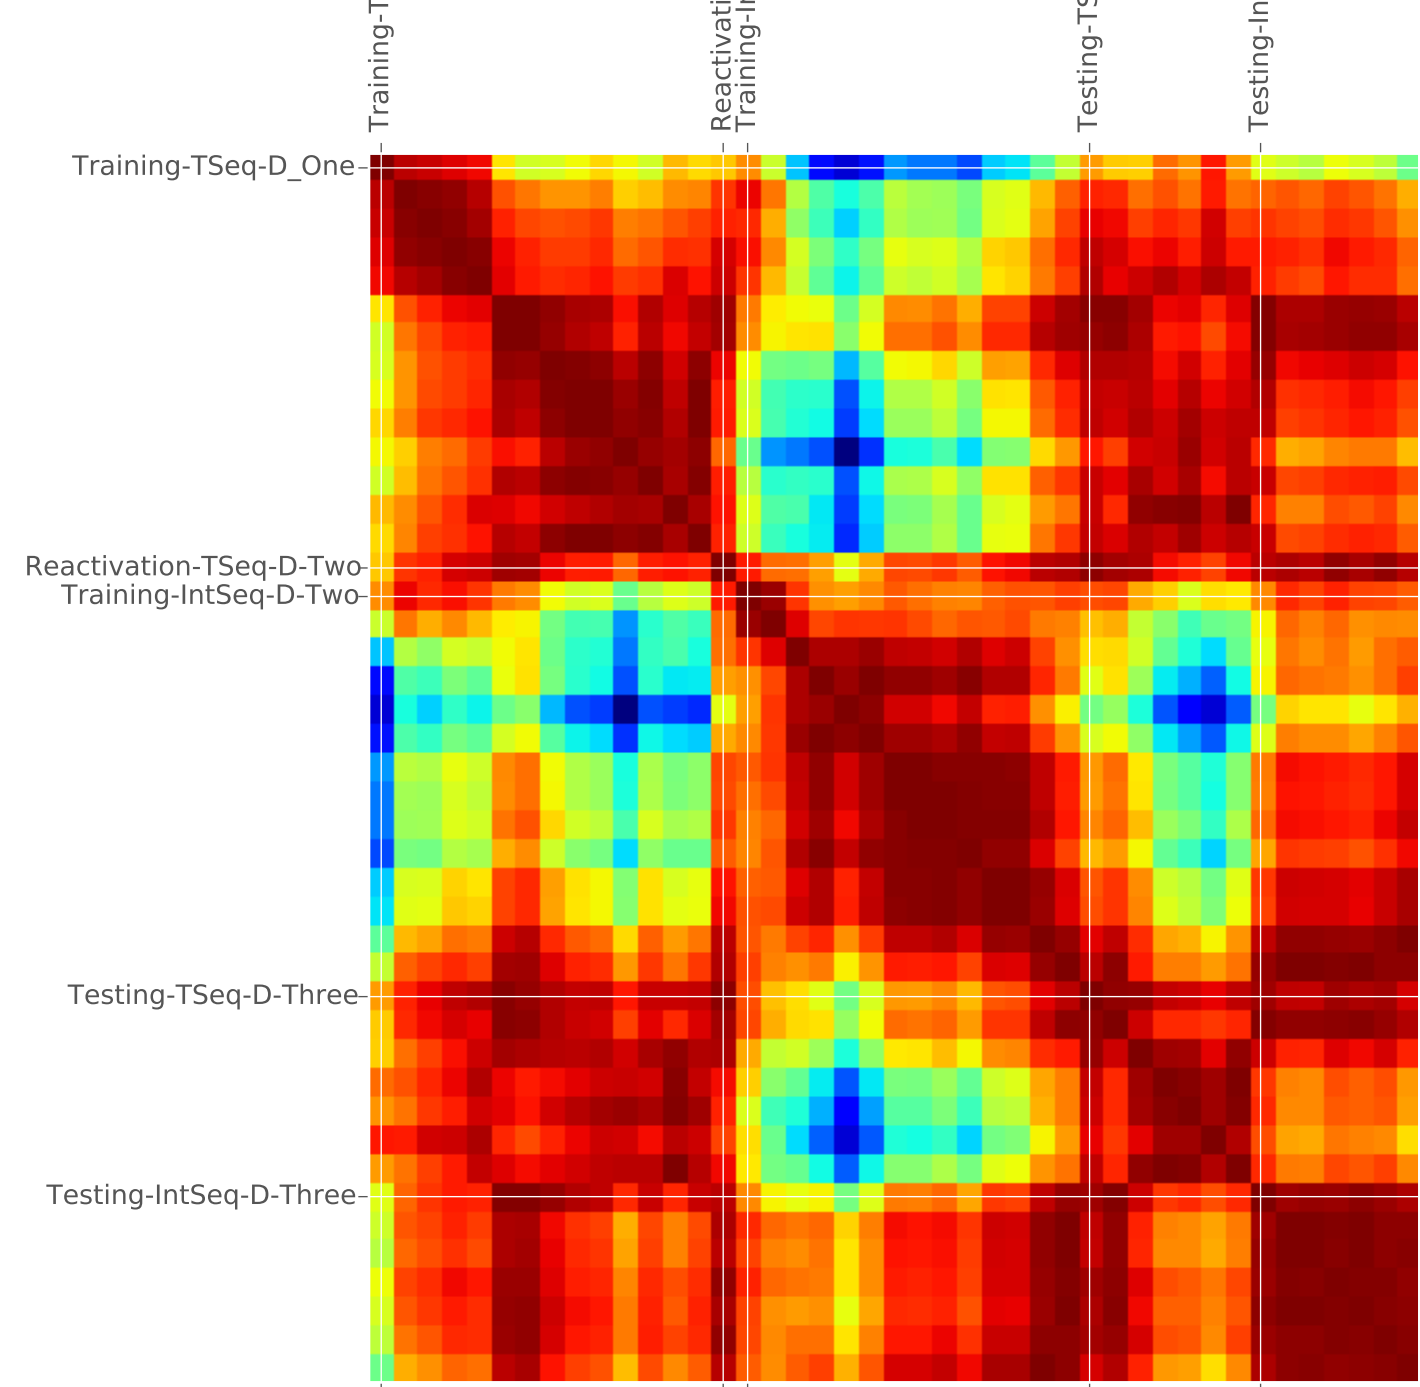 Training-T
Reactivati
Training-I
Testing-TS
Testing-In
Training-TSeq-D_One
Reactivation-TSeq-D-Two
Training-IntSeq-D-Two
Testing-TSeq-D-Three
Testing-IntSeq-D-Three